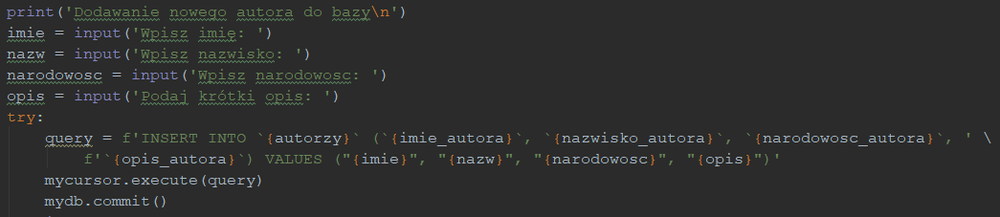 print('Dodawanie nowego autora do bazy\n')
imie = input('Wpisz imię: ')
nazw = input('Wpisz nazwisko: ')
narodowosc = input('Wpisz narodowosc: ')
opis = input('Podaj krótki opis: ')
try:
    query = f'INSERT INTO `{autorzy}` (`{imie_autora}`, `{nazwisko_autora}`, `{narodowosc_autora}`, ' \
        f'`{opis_autora}`) VALUES ("{imie}", "{nazw}", "{narodowosc}", "{opis}")'
    mycursor.execute(query)
    mydb.commit()